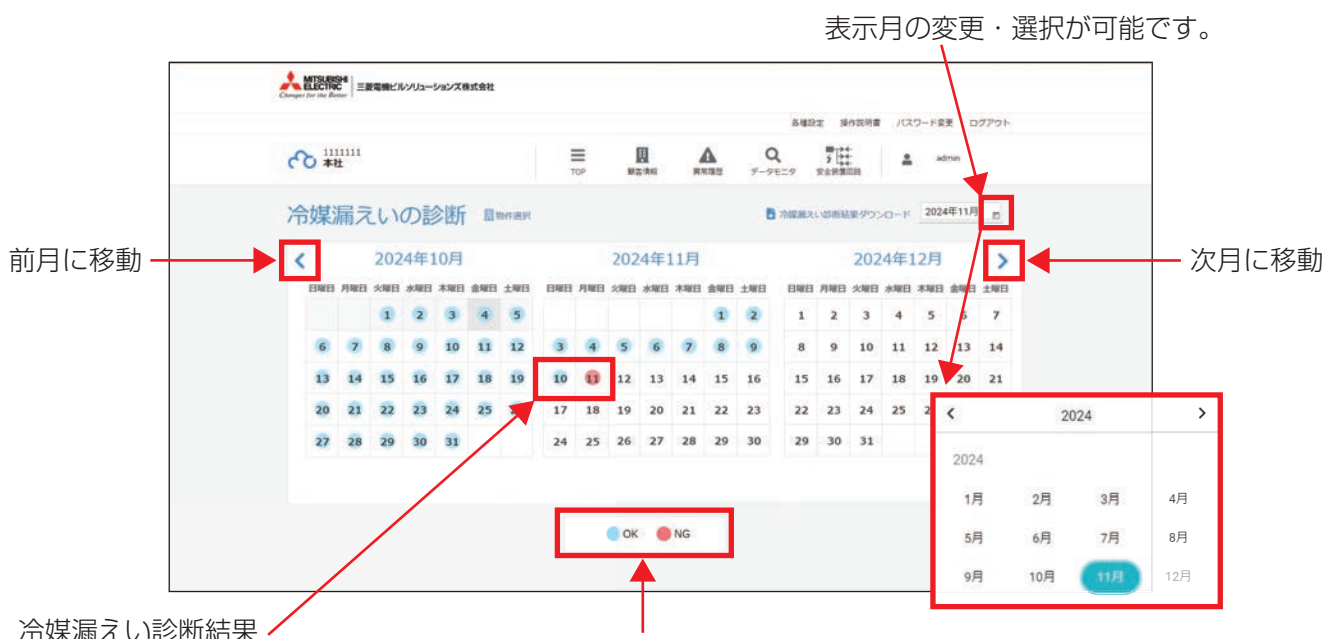 表示月の変更・選択が可能です。
MITSUBISHI
ELECTRIC
Changes for the Better
三菱電機ビルソリューションズ株式会社
各種設定 操作説明書 パスワード変更 ログアウト
1111111
本社
TOP 顧客情報 異常履歴 データモニタ 安全装置回路 admin
冷媒漏えいの診断 物件選択 冷媒漏えい診断結果ダウンロード 2024年11月
前月に移動
次月に移動
2024年10月 2024年11月 2024年12月
日曜日 月曜日 火曜日 水曜日 木曜日 金曜日 土曜日 日曜日 月曜日 火曜日 水曜日 木曜日 金曜日 土曜日 日曜日 月曜日 火曜日 水曜日 木曜日 金曜日 土曜日
1 2 3 4 5 1 2 1 2 3 4 5 6 7
6 7 8 9 10 11 12 3 4 5 6 7 8 9 8 9 10 11 12 13 14
13 14 15 16 17 18 19 10 11 12 13 14 15 16 15 16 17 18 19 20 21
20 21 22 23 24 25 17 18 19 20 21 22 23 22 23 24 25
27 28 29 30 31 24 25 26 27 28 29 30 29 30 31
< 2024 >
2024
1月 2月 3月 4月
5月 6月 7月 8月
9月 10月 11月 12月
OK NG
冷媒漏えい診断結果